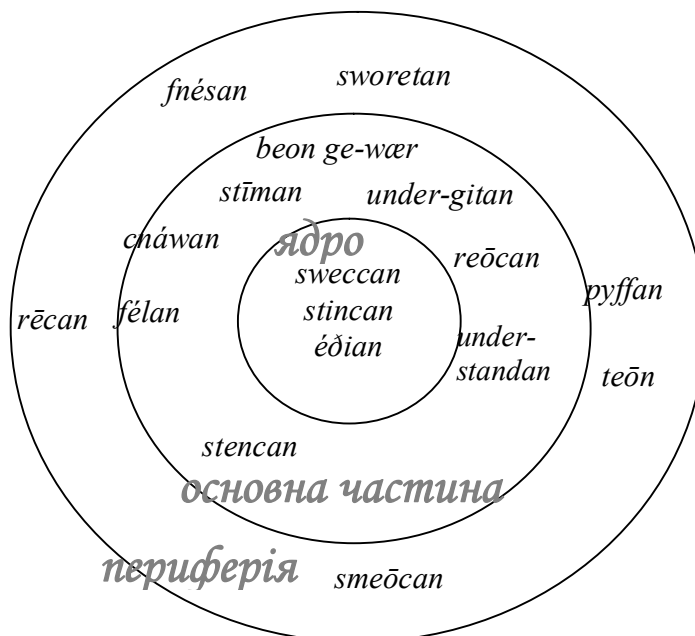 fnésan
sworetan
beon ge-wær
stīman
under-gitan
cnáwan
ядро
reōcan
sweccan
pyffan
rēcan
félan
stincan
under-
standan
éðian
teōn
stencan
основна частина
периферія
smeōcan